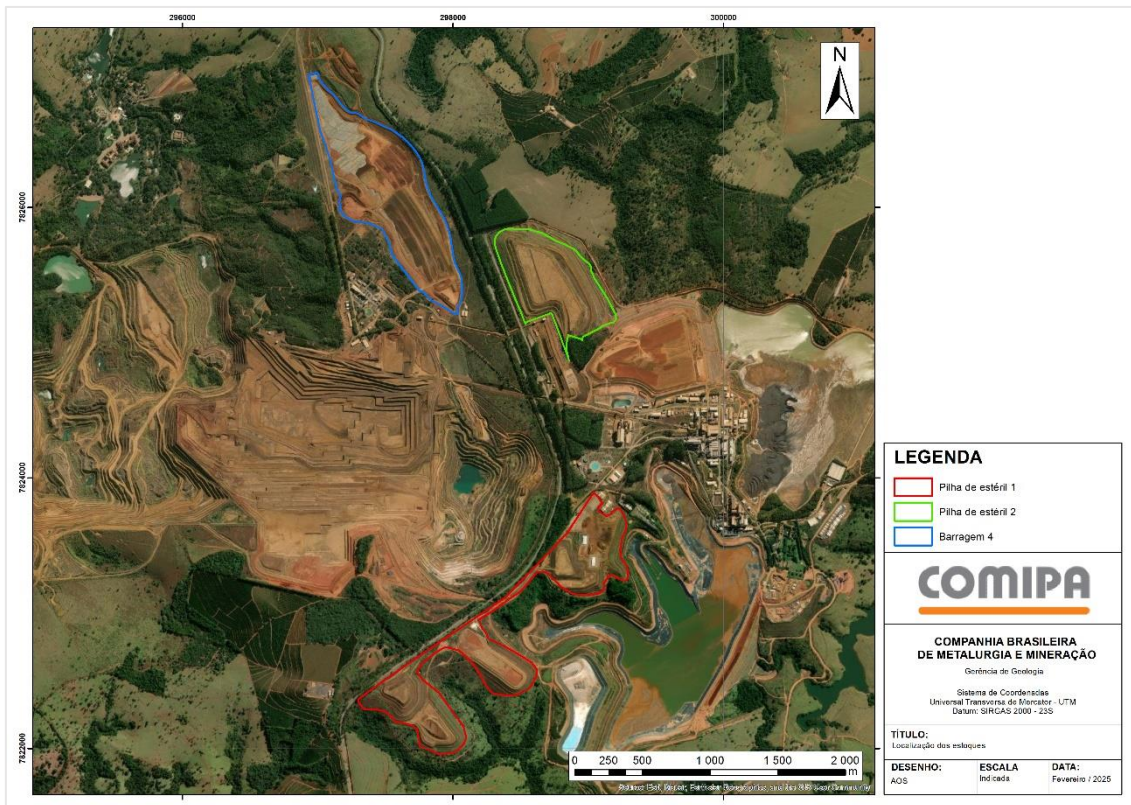 296000
298000
300000
N
7826000
7824000
7822000
0 250 500 1 000 1 500 2 000
m
LEGENDA
Pilha de estéril 1
Pilha de estéril 2
Barragem 4
COMIPA
COMPANHIA BRASILEIRA
DE METALURGIA E MINERAÇÃO
Gerência de Geologia
Sistema de Coordenadas
Universal Transversa de Mercator - UTM
Datum: SIRGAS 2000 - 23S
TÍTULO:
Localização dos estoques
DESENHO:
AOS
ESCALA
Indicada
DATA:
Fevereiro / 2025